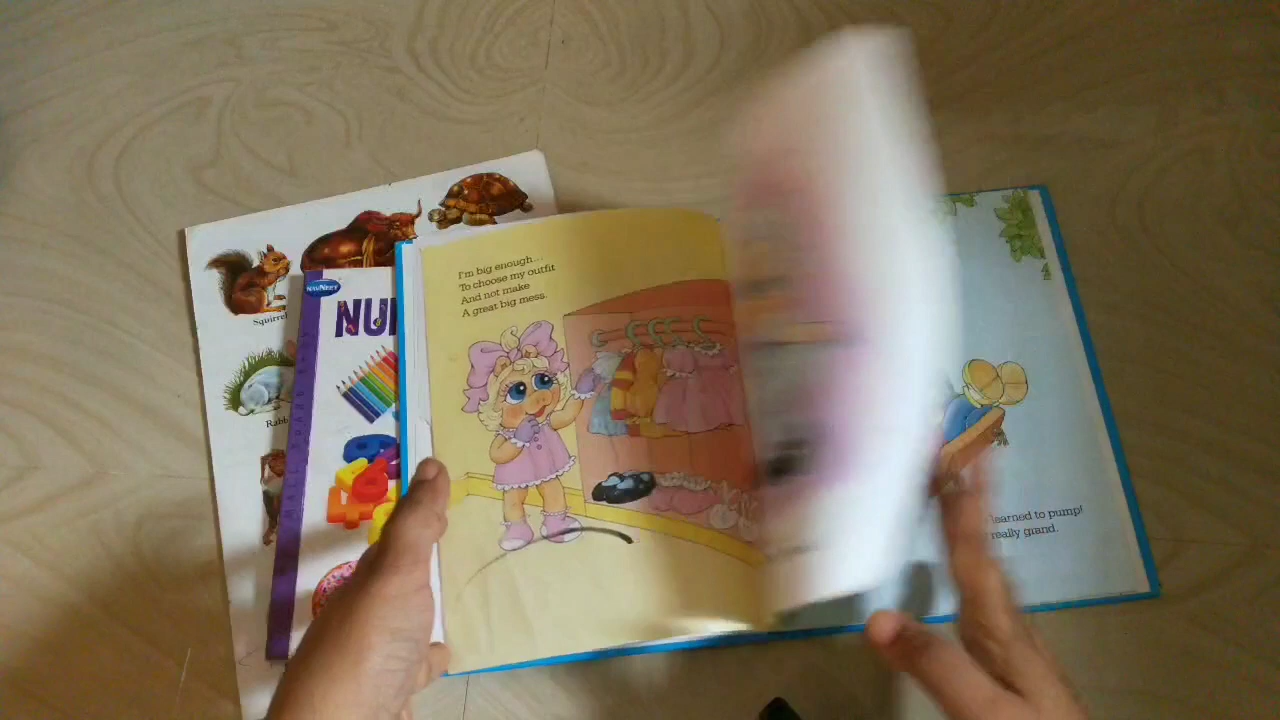 I'm big enough...
To choose my outfit
And not make
A great big mess.
learned to pump!
really grand.
NAVNEET
NU
Squirrel
Rabb